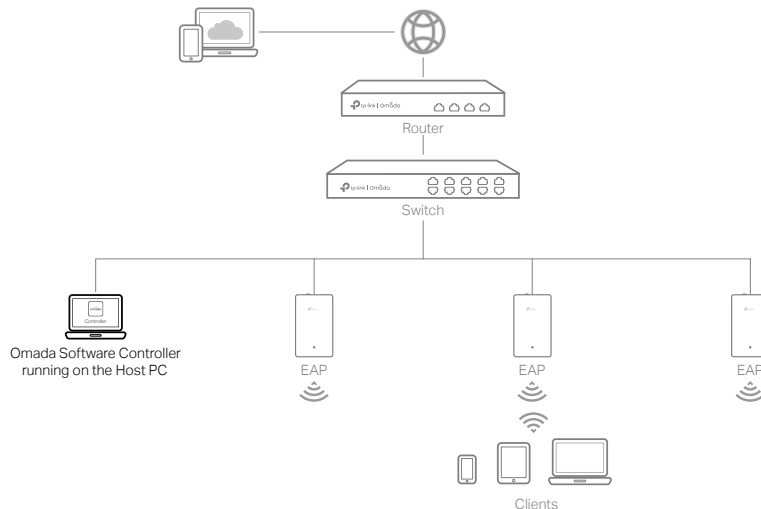 tp-link | omada
Router
tp-link | omada
Switch
omada
Controller
Omada Software Controller
running on the Host PC
EAP
EAP
EAP
Clients